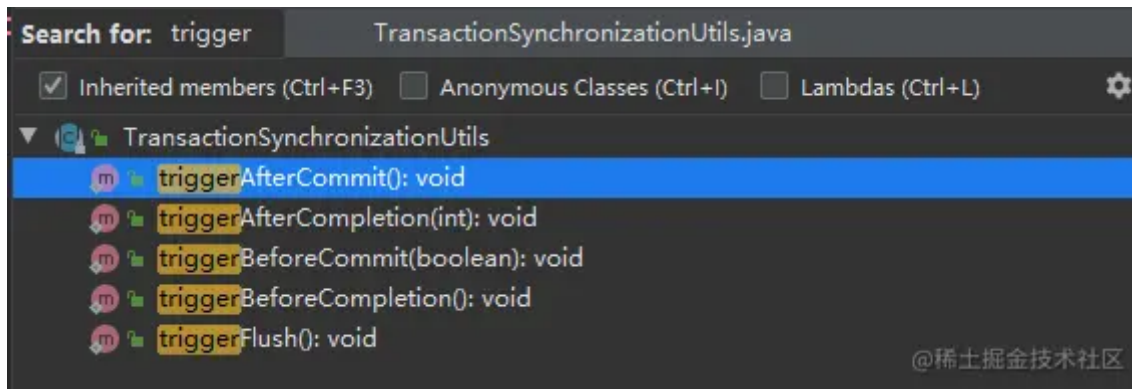 Search for: trigger TransactionSynchronizationUtils.java
Inherited members (Ctrl+F3) Anonymous Classes (Ctrl+I) Lambdas (Ctrl+L)
TransactionSynchronizationUtils
triggerAfterCommit(): void
triggerAfterCompletion(int): void
triggerBeforeCommit(boolean): void
triggerBeforeCompletion(): void
triggerFlush(): void
@稀土掘金技术社区